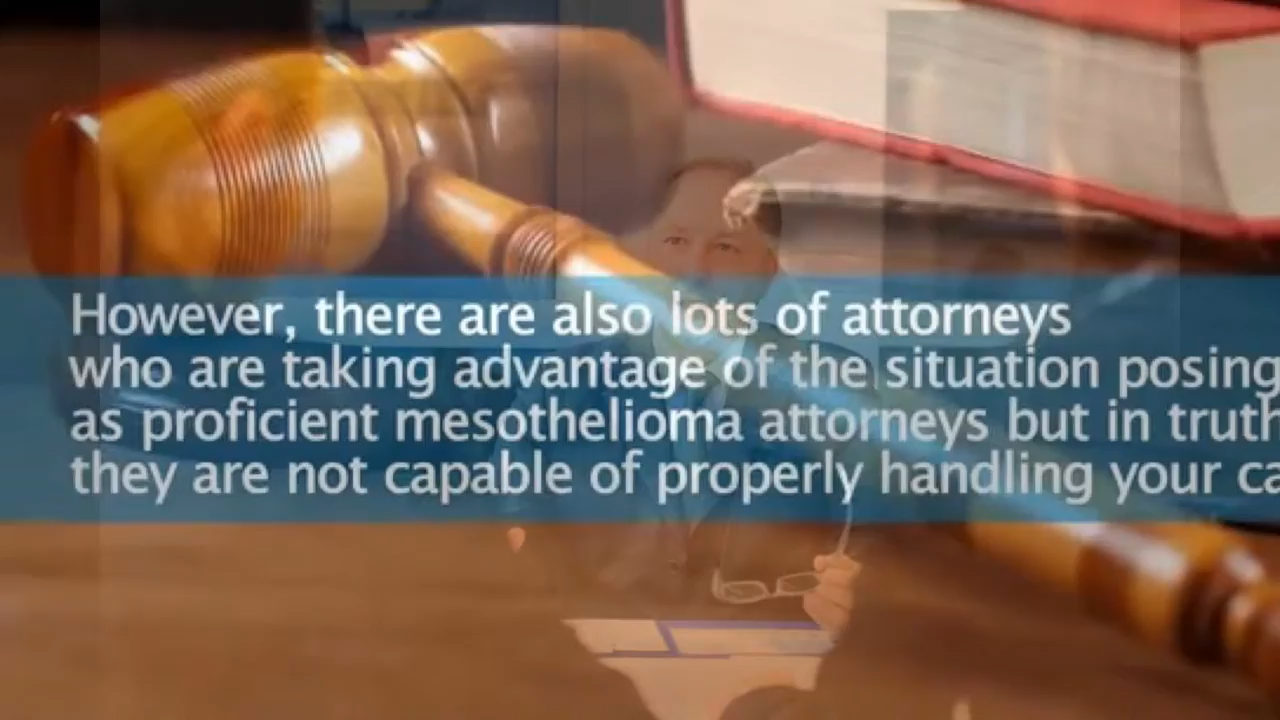 However, there are also lots of attorneys
who are taking advantage of the situation posing
as proficient mesothelioma attorneys but in truth
they are not capable of properly handling your